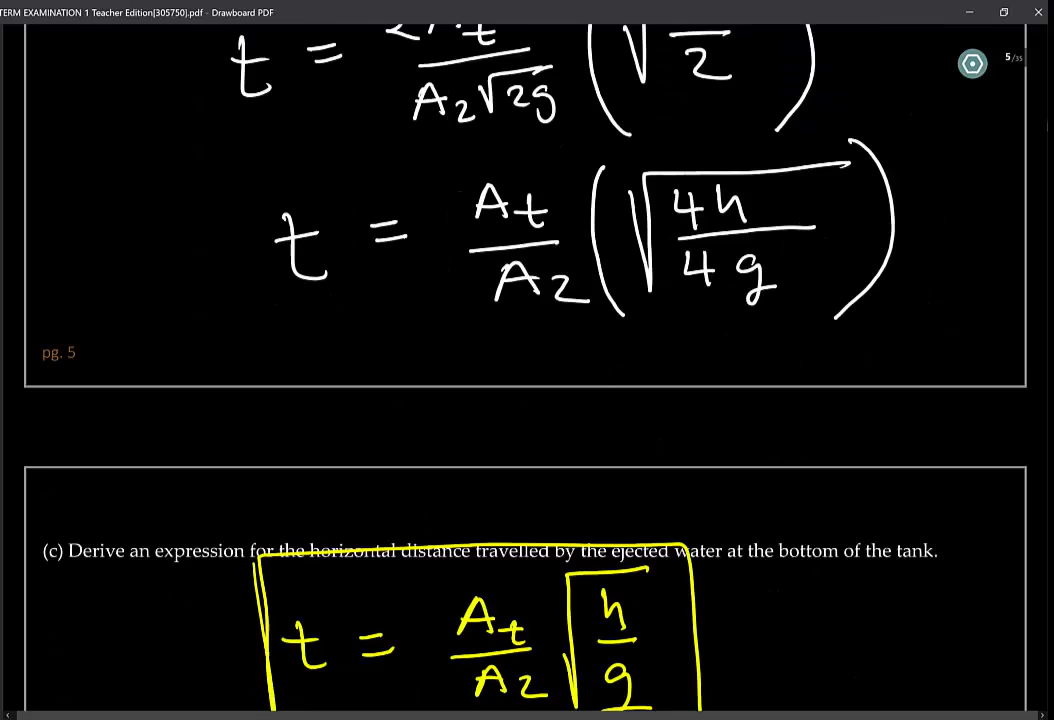 TERM EXAMINATION 1 Teacher Edition[305750].pdf - Drawboard PDF
5/35
t = 2At/A2√2g (√ /2)
t = At/A2 (√4h/4g)
pg. 5
(c) Derive an expression for the horizontal distance travelled by the ejected water at the bottom of the tank.
t = At/A2 √h/g